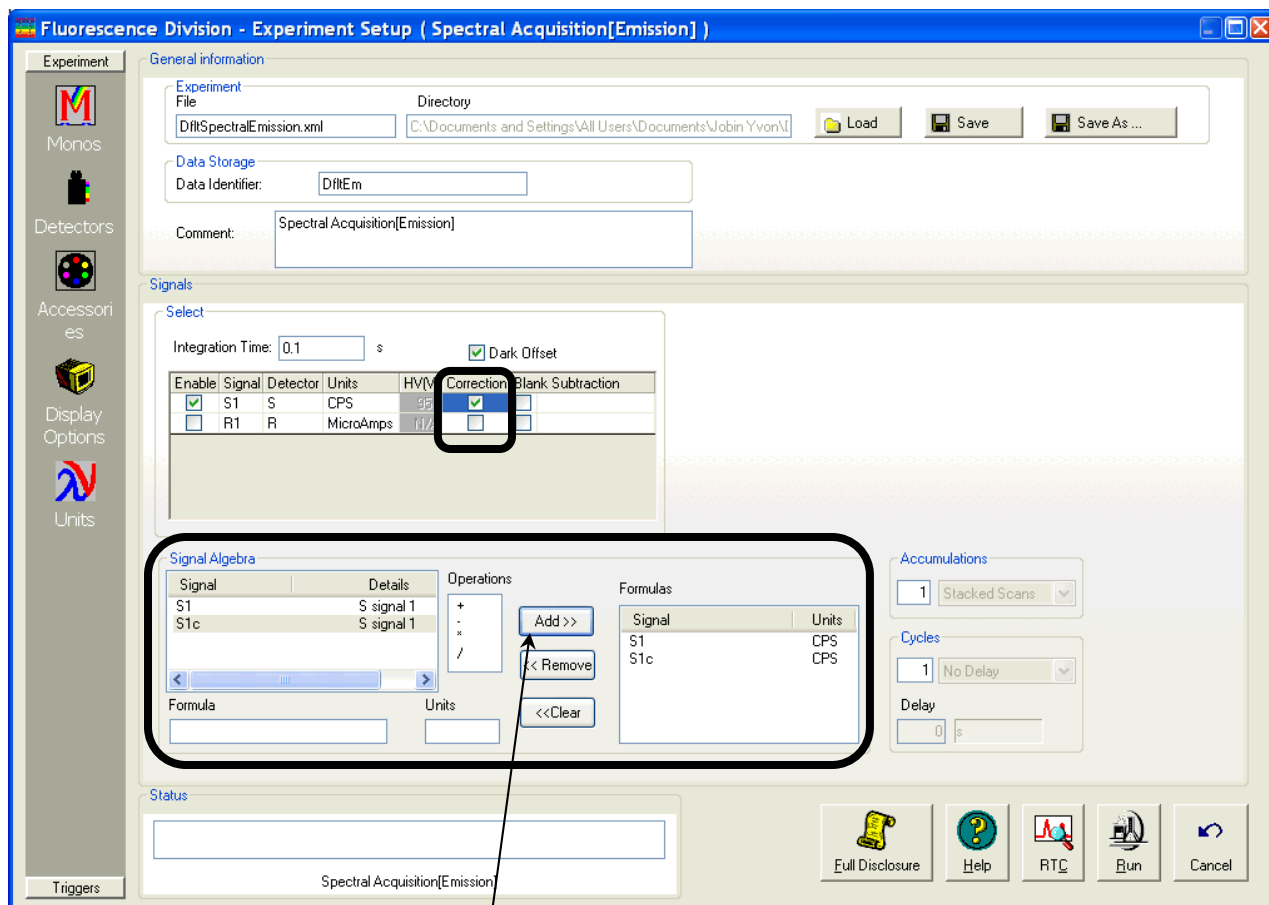 Fluorescence Division - Experiment Setup ( Spectral Acquisition[Emission] )
Experiment
Monos
Detectors
Accessori
es
Display
Options
Units
Triggers
General information
Experiment
File
Directory
DfltSpectralEmission.xml
C:\Documents and Settings\All Users\Documents\Jobin Yvon\
Load
Save
Save As ...
Data Storage
Data Identifier:
DfltEm
Comment:
Spectral Acquisition[Emission]
Signals
Select
Integration Time:
0.1
s
Dark Offset
Enable Signal Detector Units HV(V Correction Blank Subtraction
S1 S CPS 95
R1 R MicroAmps N/
Signal Algebra
Signal Details
S1 S signal 1
S1c S signal 1
Operations
+
-
*
/
Add >>
<< Remove
<<Clear
Formulas
Signal Units
S1 CPS
S1c CPS
Formula
Units
Accumulations
1 Stacked Scans
Cycles
1 No Delay
Delay
0 s
Status
Spectral Acquisition[Emission]
Full Disclosure
Help
RTC
Run
Cancel